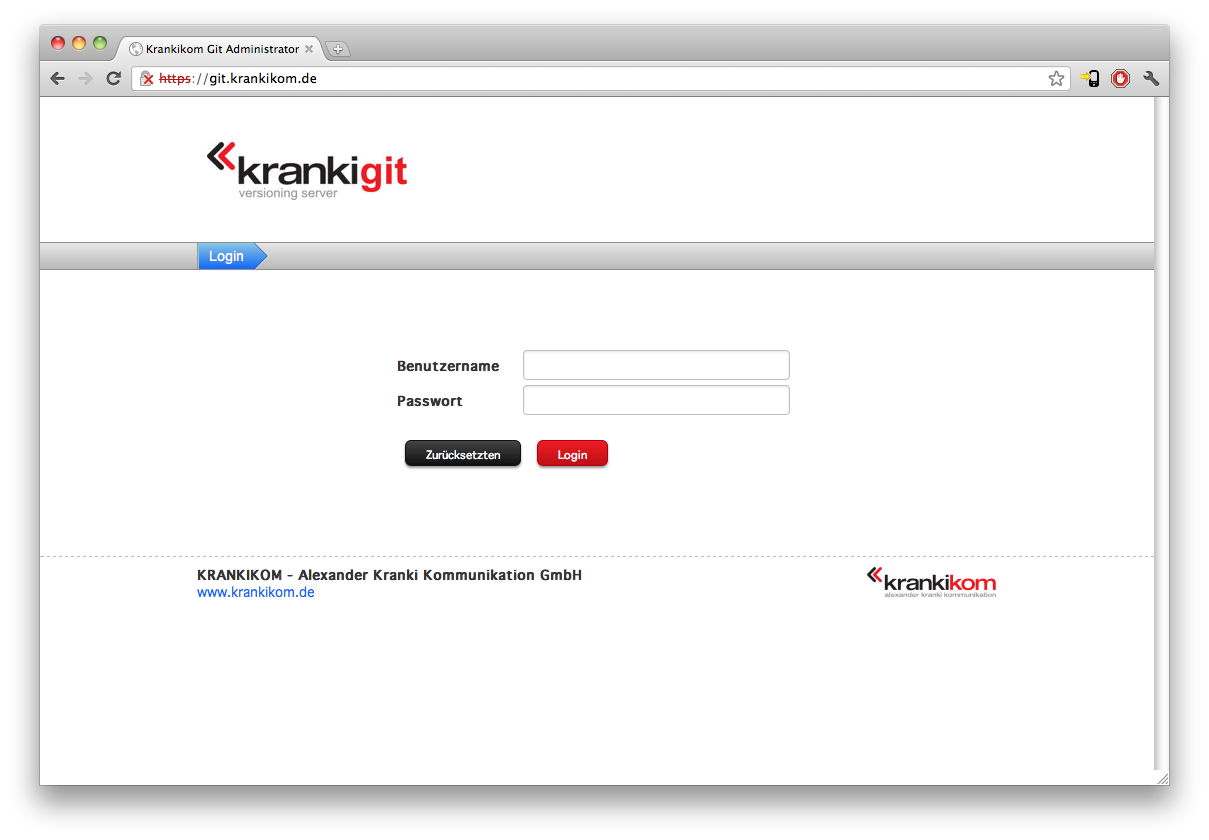 Krankikom Git Administrator
https://git.krankikom.de
krankigit
versioning server
Login
Benutzername
Passwort
Zurücksetzten Login
KRANKIKOM - Alexander Kranki Kommunikation GmbH
www.krankikom.de
krankikom
alexander kranki kommunikation